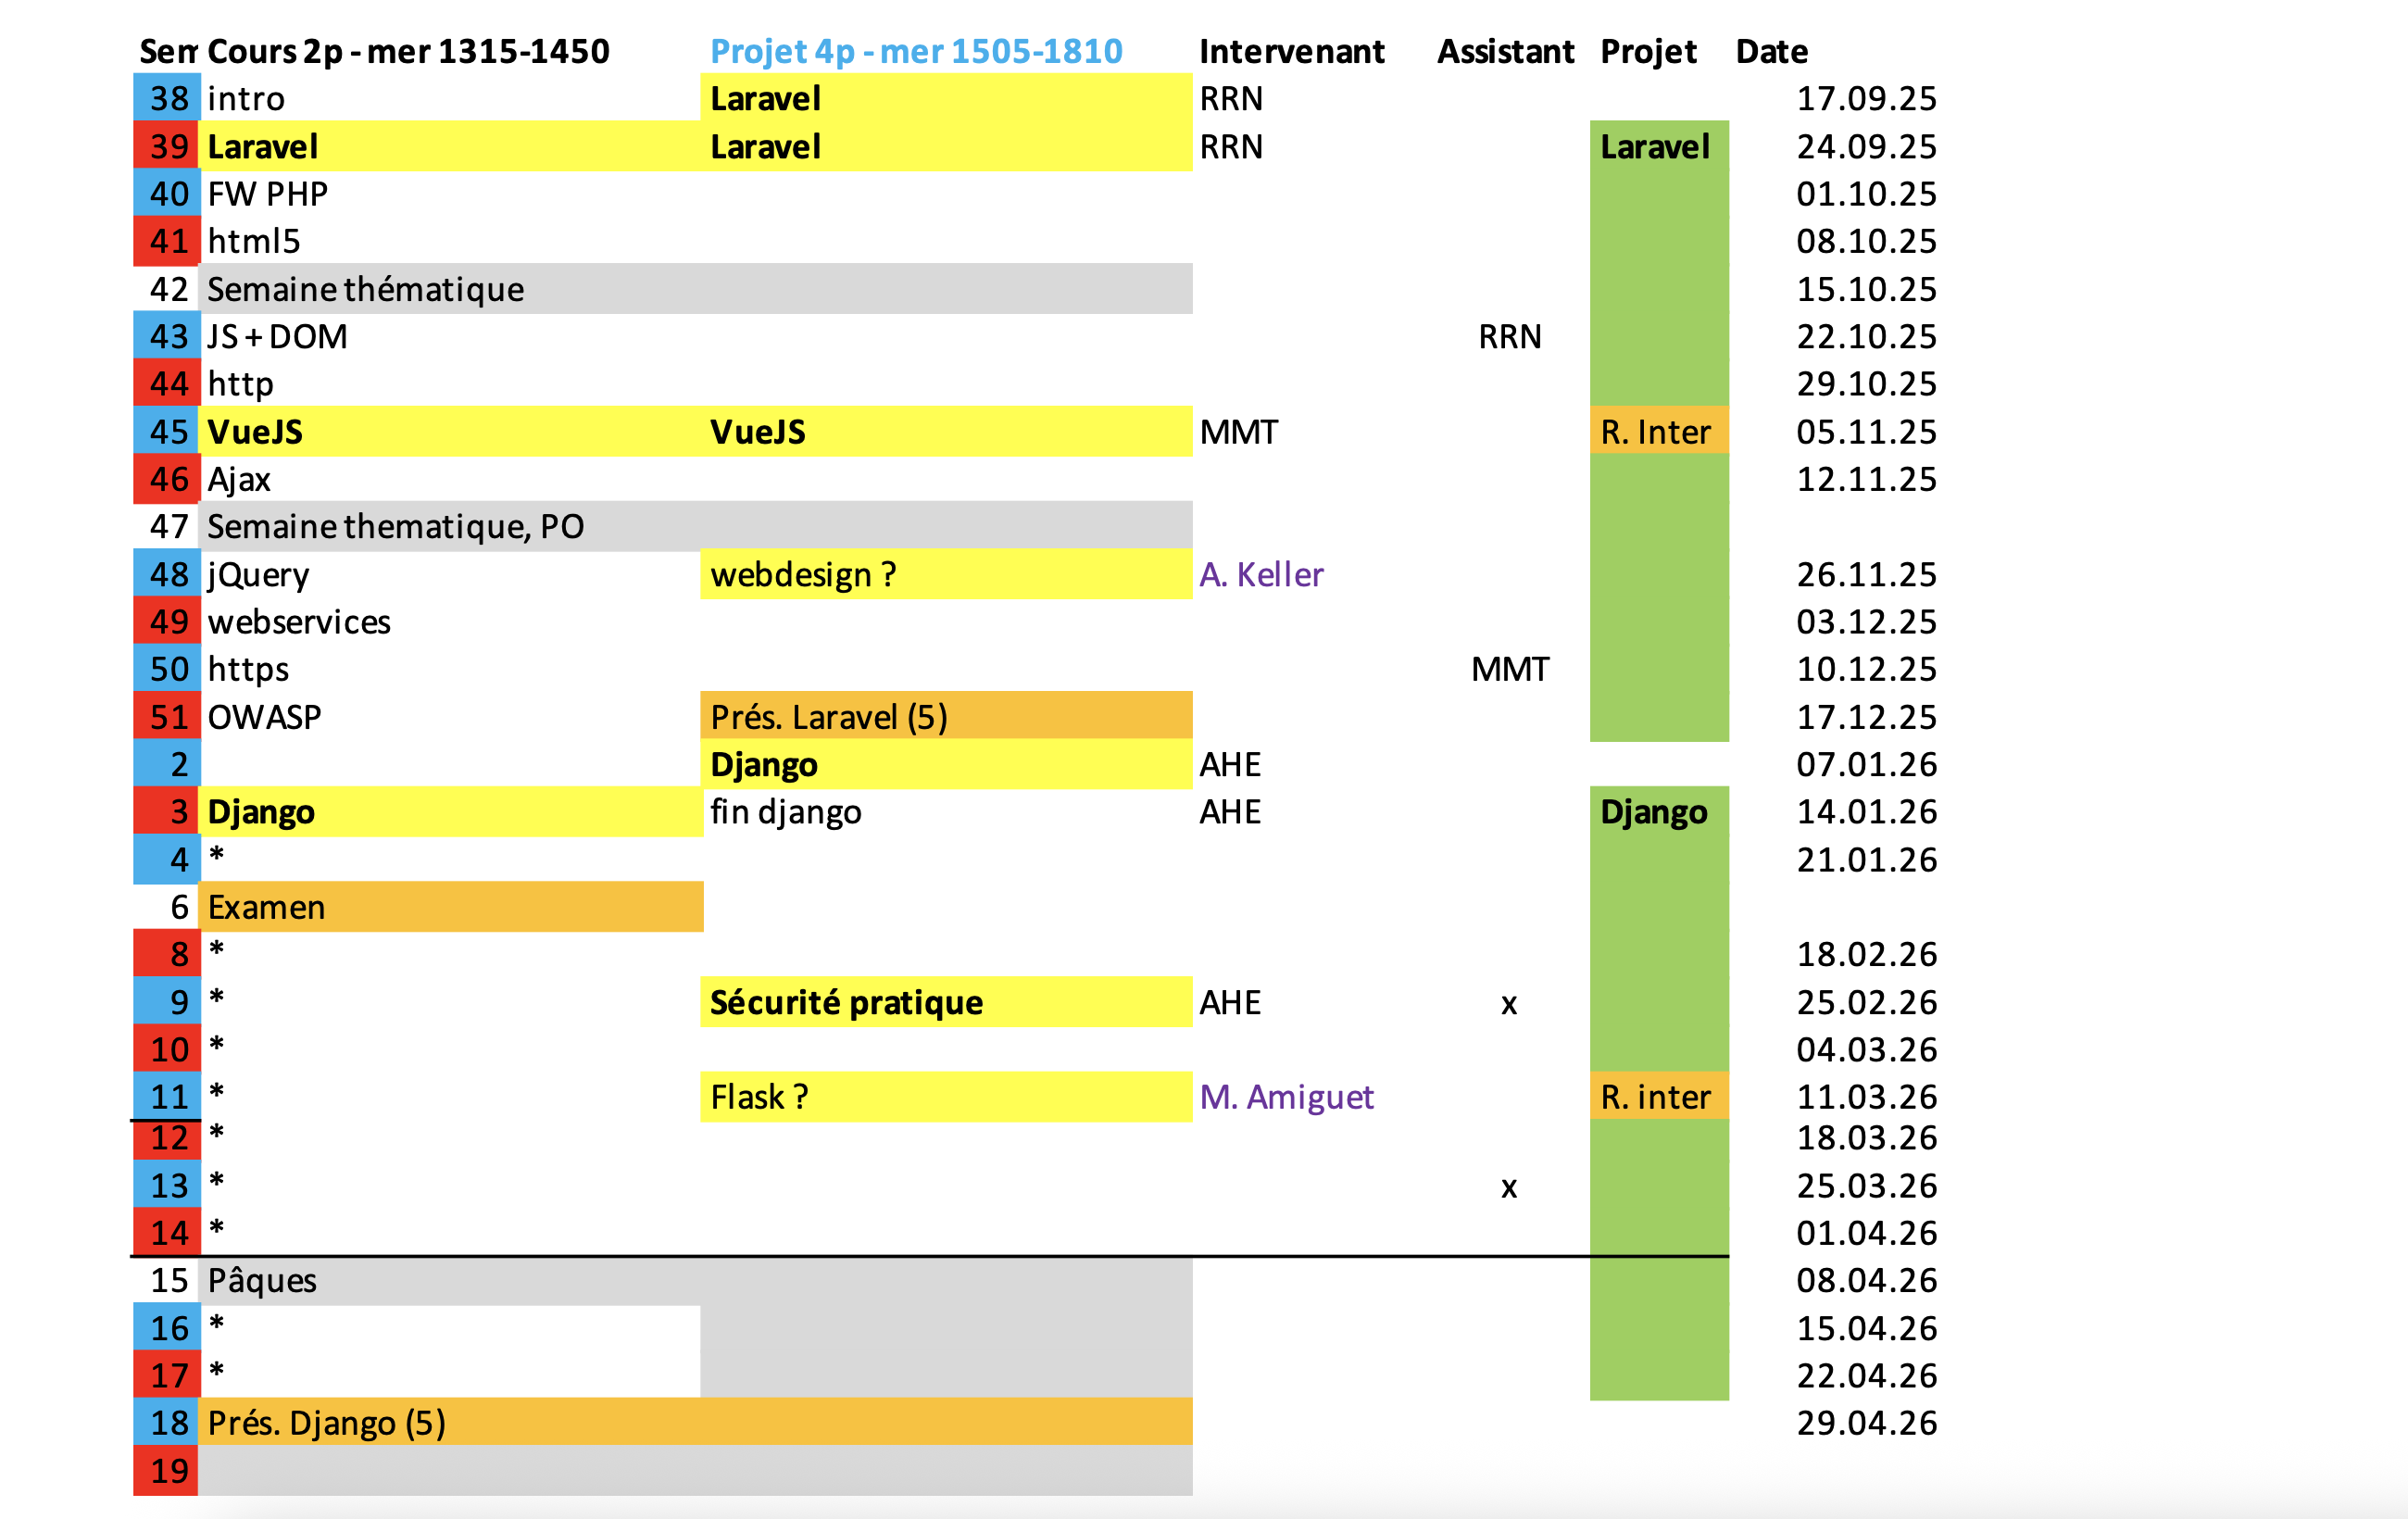 Sem Cours 2p - mer 1315-1450 Projet 4p - mer 1505-1810 Intervenant Assistant Projet Date
38 intro Laravel RRN 17.09.25
39 Laravel Laravel RRN Laravel 24.09.25
40 FW PHP 01.10.25
41 html5 08.10.25
42 Semaine thématique 15.10.25
43 JS + DOM RRN 22.10.25
44 http 29.10.25
45 VueJS VueJS MMT R. Inter 05.11.25
46 Ajax 12.11.25
47 Semaine thematique, PO
48 jQuery webdesign ? A. Keller 26.11.25
49 webservices 03.12.25
50 https MMT 10.12.25
51 OWASP Prés. Laravel (5) 17.12.25
2 Django AHE 07.01.26
3 Django fin django AHE Django 14.01.26
4 * 21.01.26
6 Examen
8 * 18.02.26
9 * Sécurité pratique AHE x 25.02.26
10 * 04.03.26
11 * Flask ? M. Amiguet R. inter 11.03.26
12 * 18.03.26
13 * x 25.03.26
14 * 01.04.26
15 Pâques 08.04.26
16 * 15.04.26
17 * 22.04.26
18 Prés. Django (5) 29.04.26
19